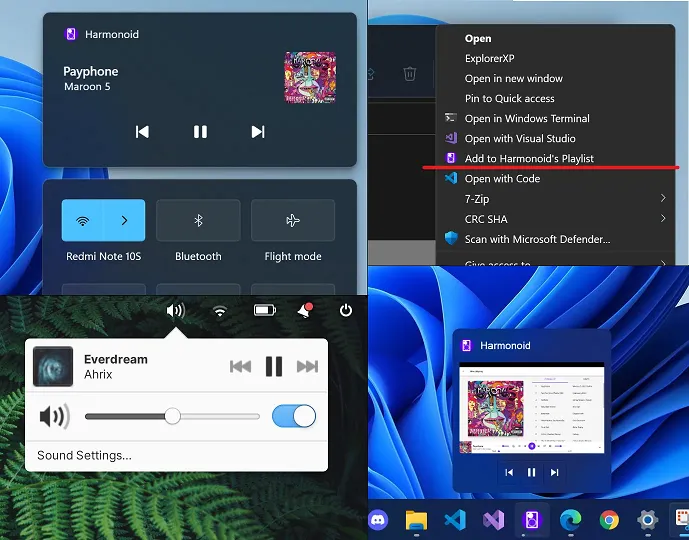 Harmonoid
Payphone
Maroon 5
Redmi Note 10S
Bluetooth
Flight mode
Open
ExplorerXP
Open in new window
Pin to Quick access
Open in Windows Terminal
Open with Visual Studio
Add to Harmonoid's Playlist
Open with Code
7-Zip
CRC SHA
Scan with Microsoft Defender...
Give access to
Everdream
Ahrix
Sound Settings...
Harmonoid